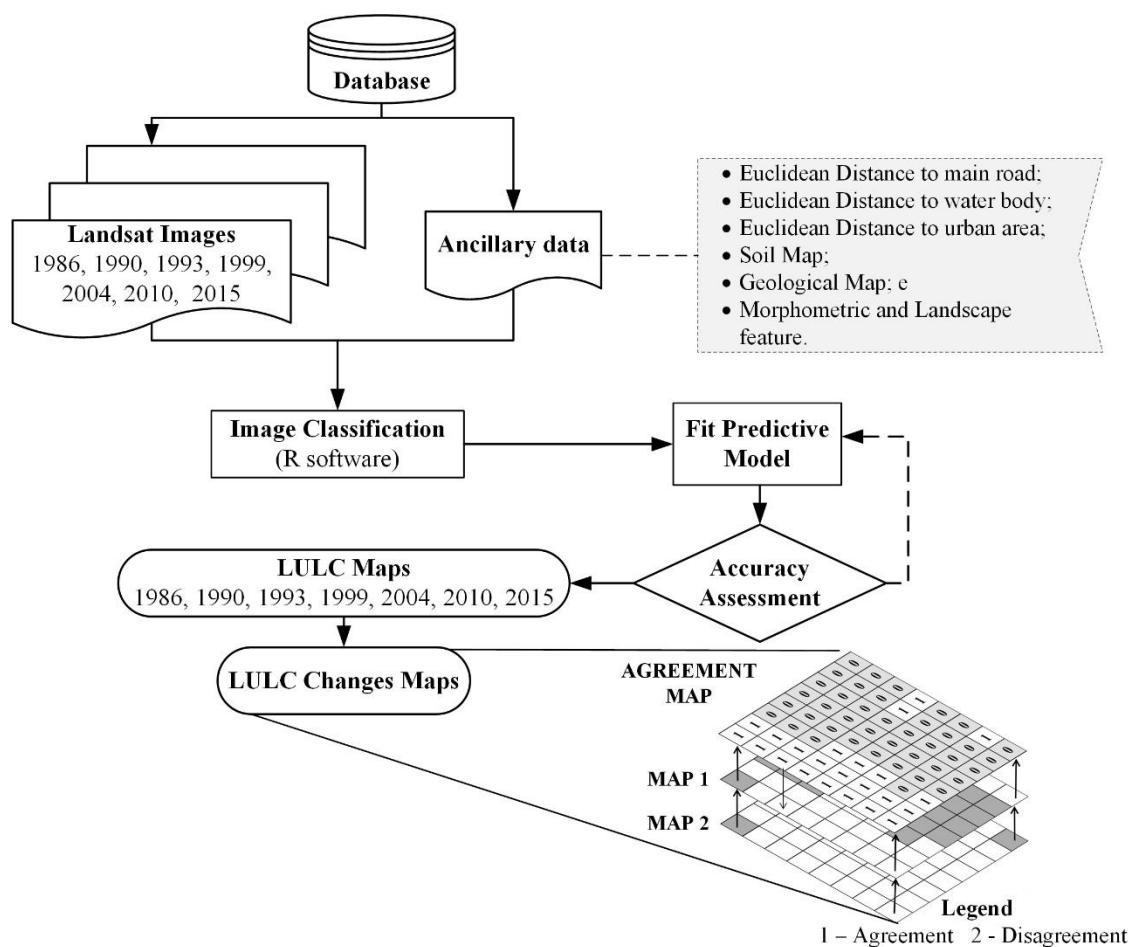 Database
Landsat Images
1986, 1990, 1993, 1999,
2004, 2010, 2015
Ancillary data
• Euclidean Distance to main road;
• Euclidean Distance to water body;
• Euclidean Distance to urban area;
• Soil Map;
• Geological Map; e
• Morphometric and Landscape
feature.
Image Classification
(R software)
Fit Predictive
Model
Accuracy
Assessment
LULC Maps
1986, 1990, 1993, 1999, 2004, 2010, 2015
LULC Changes Maps
AGREEMENT
MAP
MAP 1
MAP 2
Legend
1 – Agreement 2 - Disagreement